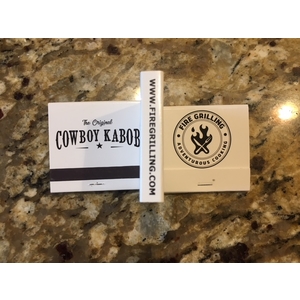 The Original
COWBOY KABOB
WWW.FIREGRILLING.COM
FIRE GRILLING
ADVENTUROUS COOKING